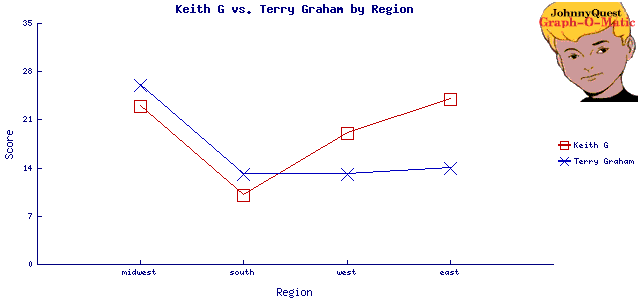 Keith G vs. Terry Graham by Region
JohnnyQuest
Graph-O-Matic
35
28
21
14
7
0
Score
midwest
south
west
east
Region
Keith G
Terry Graham